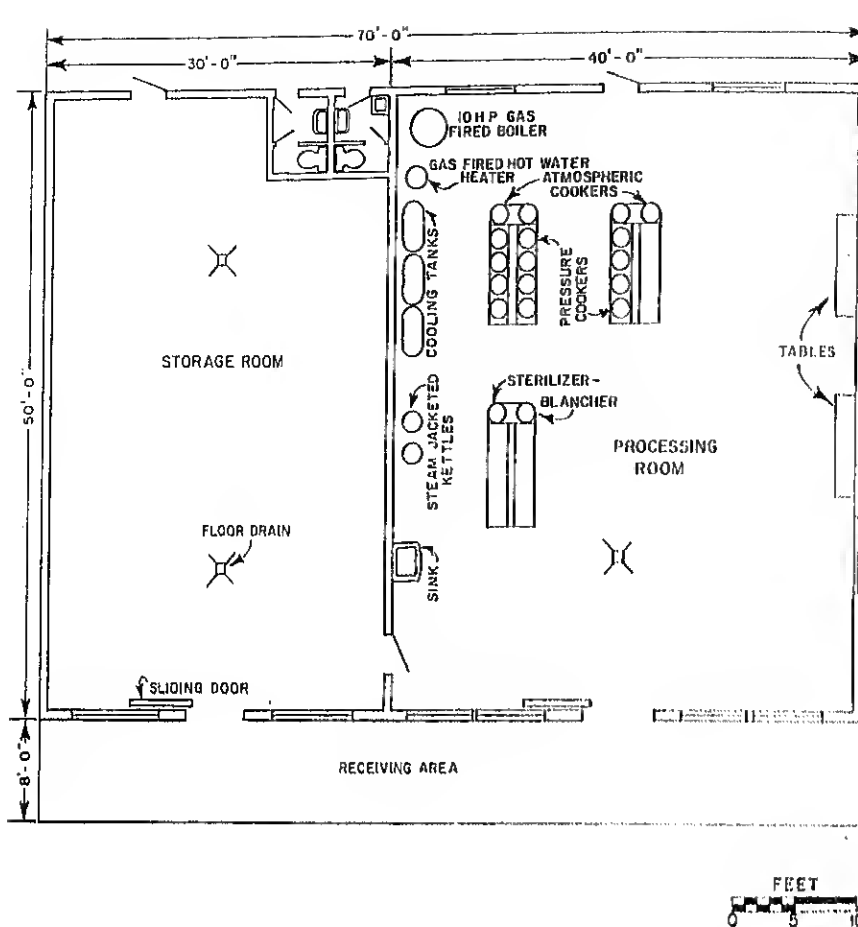 70'-0"
30'-0"
40'-0"
50'-0"
8'-0"
10 H P GAS
FIRED BOILER
GAS FIRED HOT WATER
HEATER
ATMOSPHERIC
COOKERS
COOLING TANKS
PRESSURE
COOKERS
TABLES
STORAGE ROOM
STERILIZER-
BLANCHER
STEAM JACKETED
KETTLES
PROCESSING
ROOM
FLOOR DRAIN
SINK
SLIDING DOOR
RECEIVING AREA
FEET
0 5 10